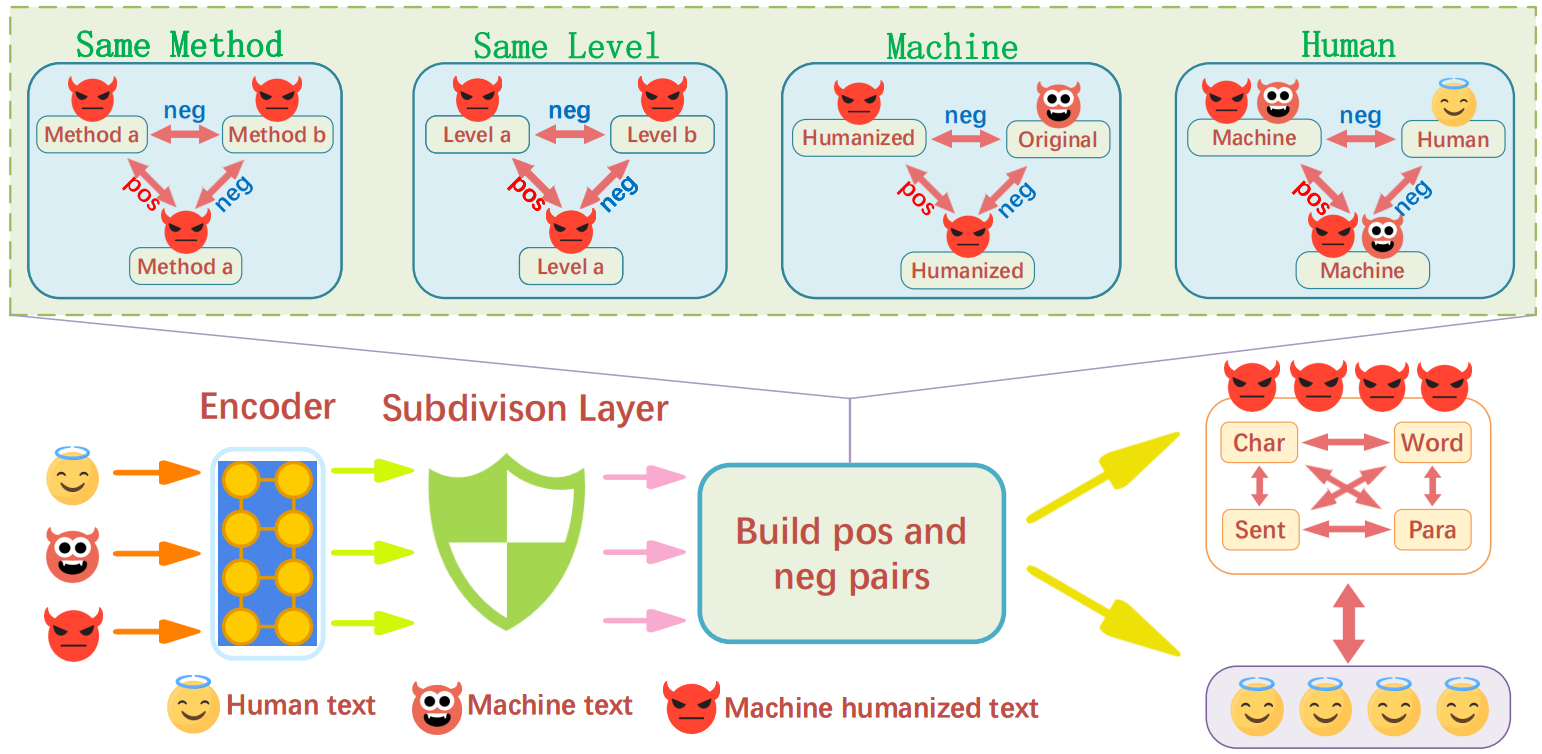 Same Method
Same Level
Machine
Human
neg
Method a
Method b
pos
neg
Method a
neg
Level a
Level b
pos
neg
Level a
neg
Humanized
Original
pos
neg
Humanized
neg
Machine
Human
pos
neg
Machine
Encoder
Subdivison Layer
Build pos and
neg pairs
Char
Word
Sent
Para
Human text
Machine text
Machine humanized text